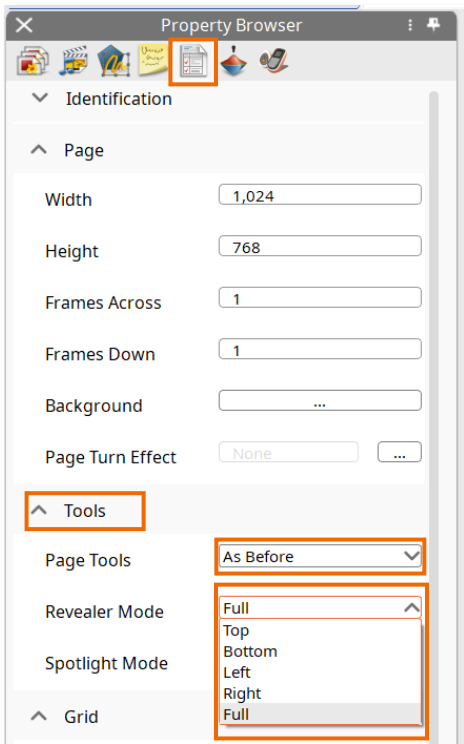 Property Browser
Identification
Page
Width 1,024
Height 768
Frames Across 1
Frames Down 1
Background ...
Page Turn Effect None ...
Tools
Page Tools As Before
Revealer Mode Full
Top
Bottom
Spotlight Mode Left
Right
Grid Full